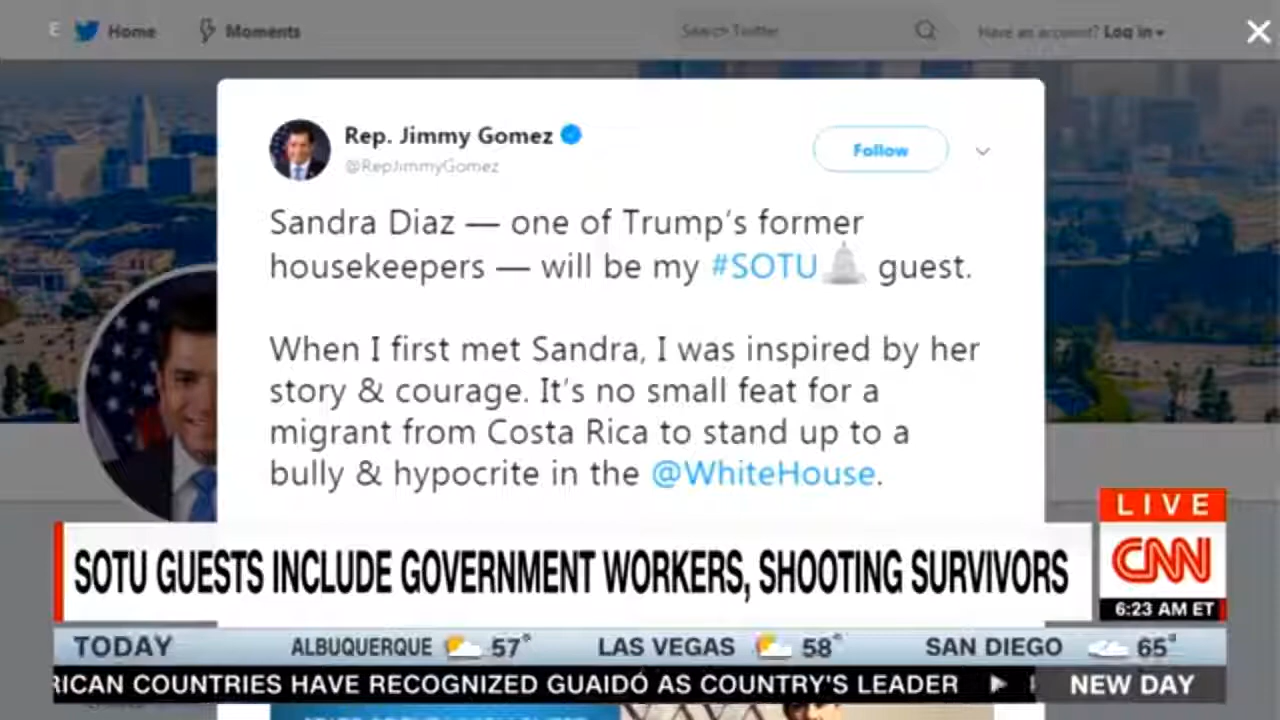 Home
Moments
Search Twitter
Have an account? Log in
Rep. Jimmy Gomez
@RepJimmyGomez
Follow
Sandra Diaz — one of Trump's former
housekeepers — will be my #SOTU guest.
When I first met Sandra, I was inspired by her
story & courage. It's no small feat for a
migrant from Costa Rica to stand up to a
bully & hypocrite in the @WhiteHouse.
LIVE
CNN
6:23 AM ET
SOTU GUESTS INCLUDE GOVERNMENT WORKERS, SHOOTING SURVIVORS
TODAY ALBUQUERQUE 57° LAS VEGAS 58° SAN DIEGO 65°
RICAN COUNTRIES HAVE RECOGNIZED GUAIDÓ AS COUNTRY'S LEADER
NEW DAY